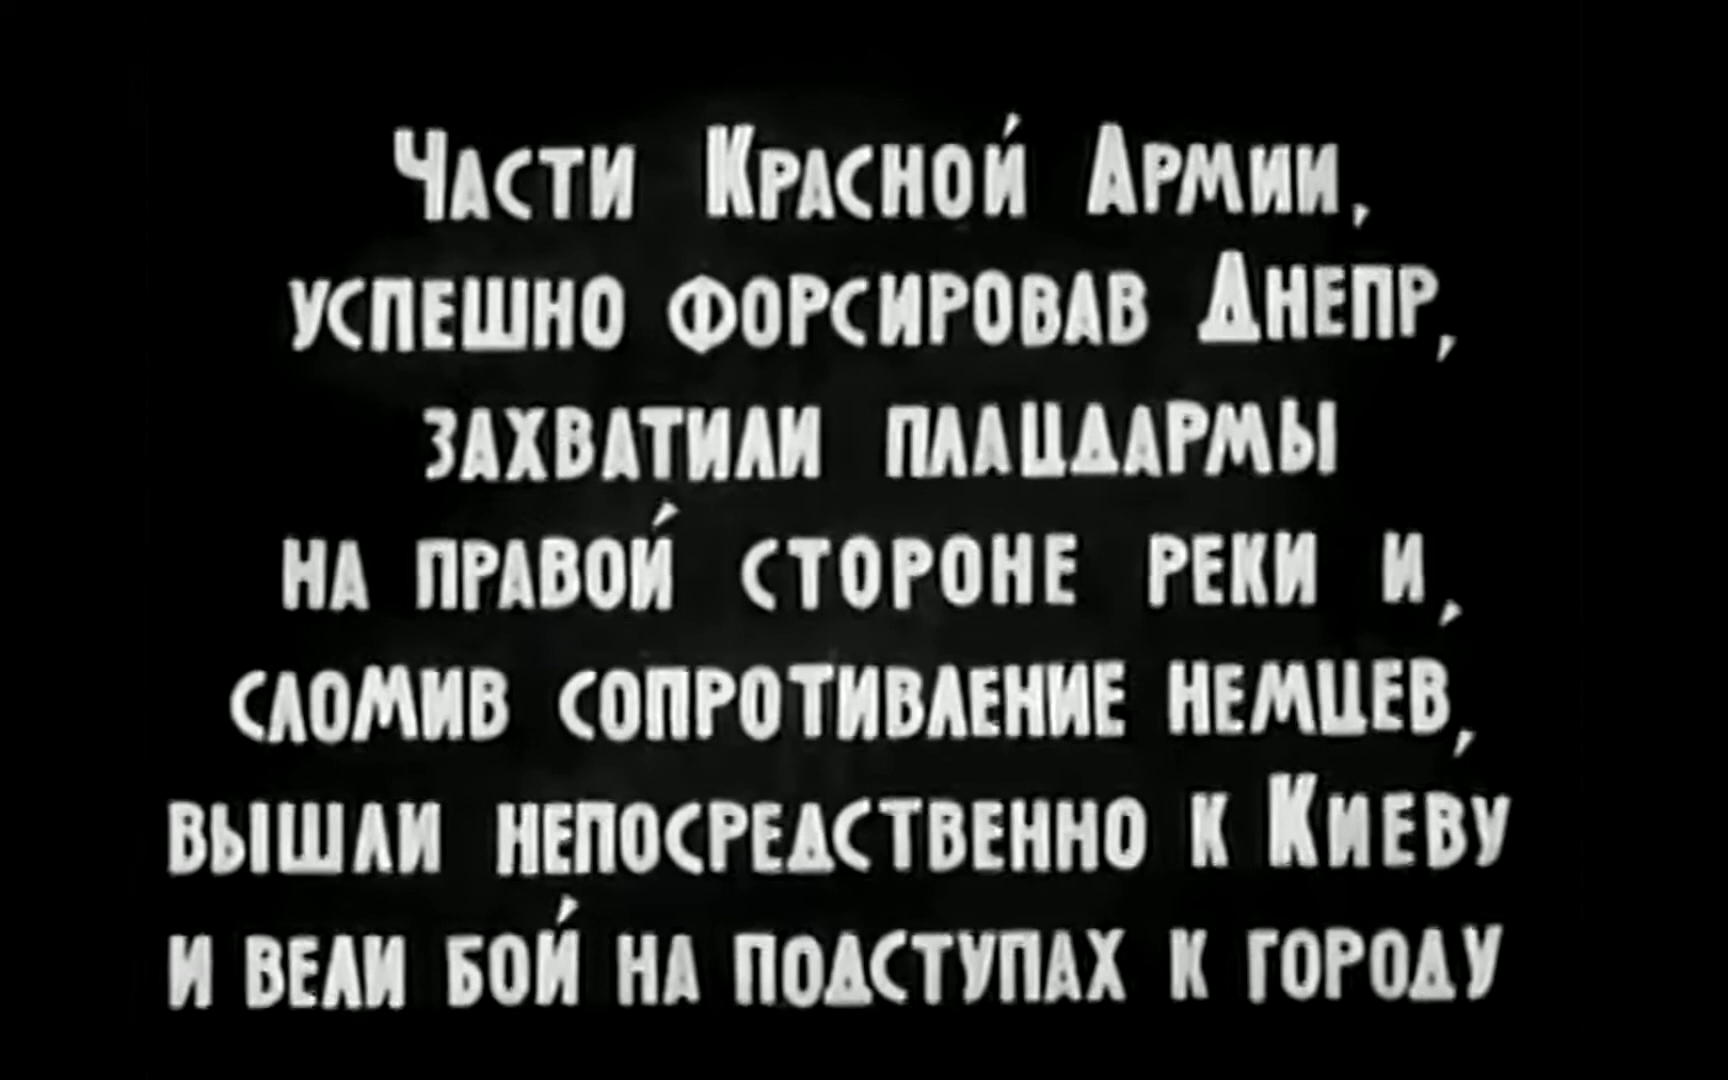 Части Красной Армии,
успешно форсировав Днепр,
захватили плацдармы
на правой стороне реки и,
сломив сопротивление немцев,
вышли непосредственно к Киеву
и вели бой на подступах к городу